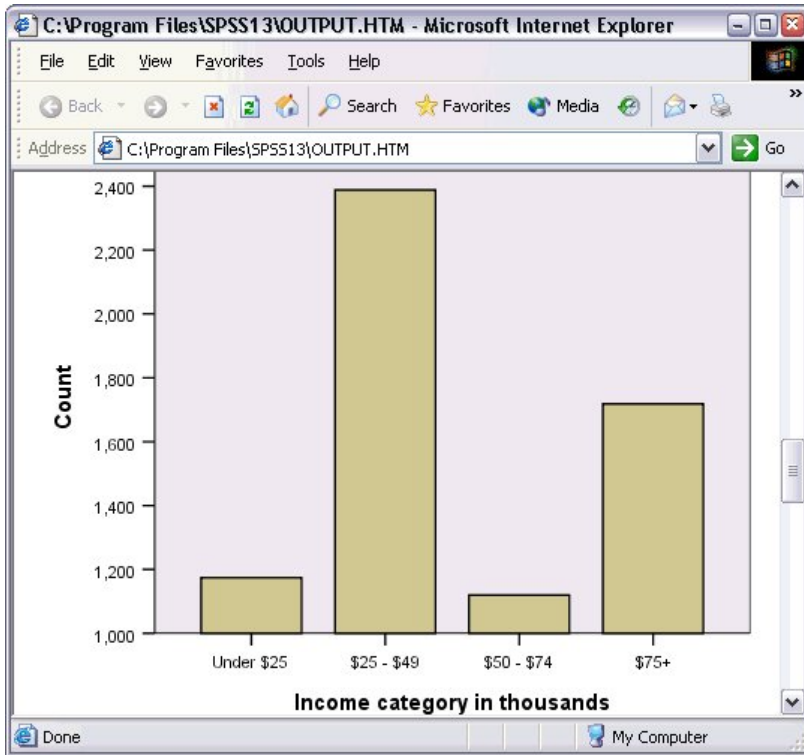 C:\Program Files\SPSS13\OUTPUT.HTM - Microsoft Internet Explorer
File Edit View Favorites Tools Help
Back Search Favorites Media »
Address C:\Program Files\SPSS13\OUTPUT.HTM Go
2,400
2,200
2,000
1,800
1,600
1,400
1,200
1,000
Count
Under $25 $25 - $49 $50 - $74 $75+
Income category in thousands
Done My Computer